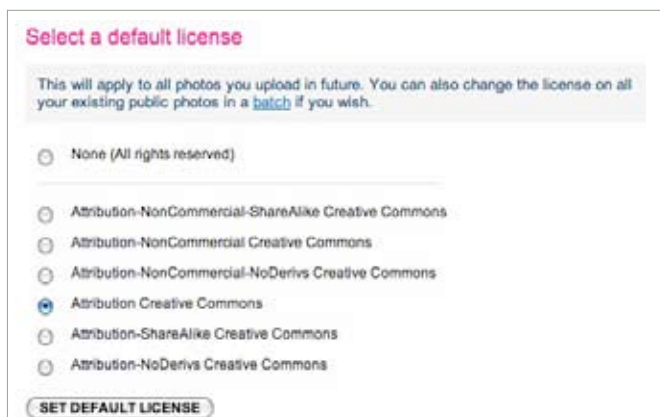 Select a default license
This will apply to all photos you upload in future. You can also change the license on all
your existing public photos in a batch if you wish.
None (All rights reserved)
Attribution-NonCommercial-ShareAlike Creative Commons
Attribution-NonCommercial Creative Commons
Attribution-NonCommercial-NoDerivs Creative Commons
Attribution Creative Commons
Attribution-ShareAlike Creative Commons
Attribution-NoDerivs Creative Commons
SET DEFAULT LICENSE